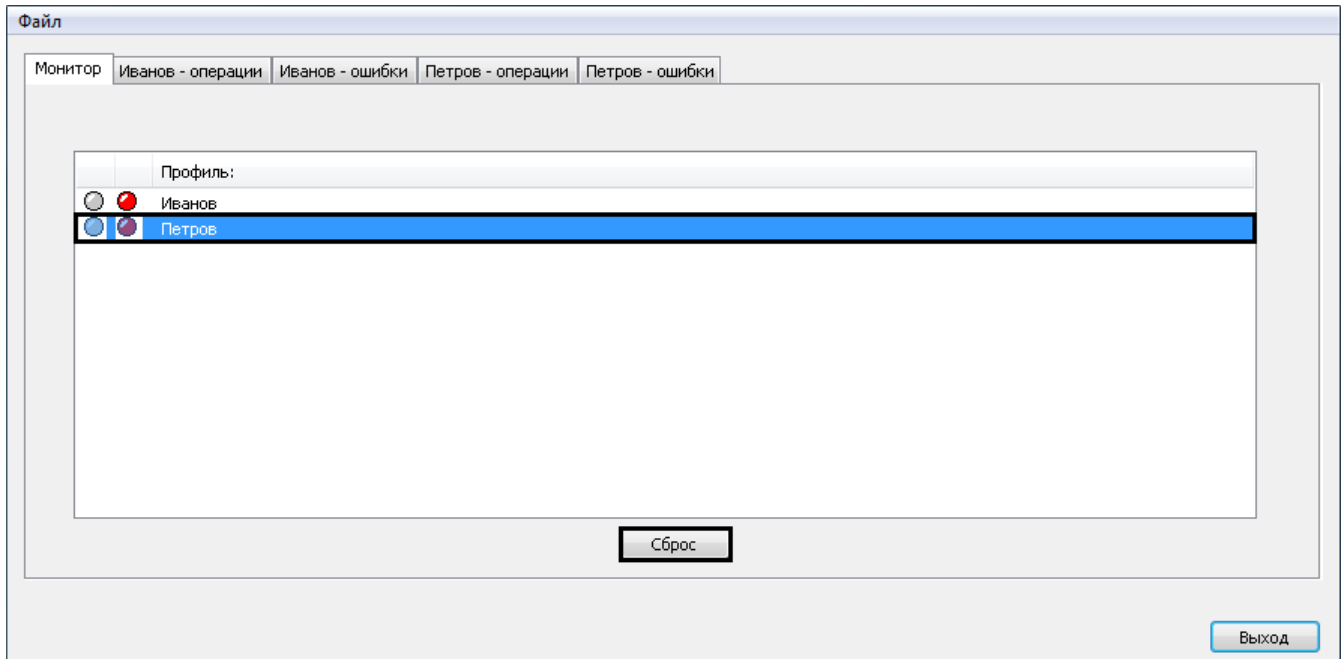 Файл
Монитор Иванов - операции Иванов - ошибки Петров - операции Петров - ошибки
Профиль:
Иванов
Петров
Сброс
Выход